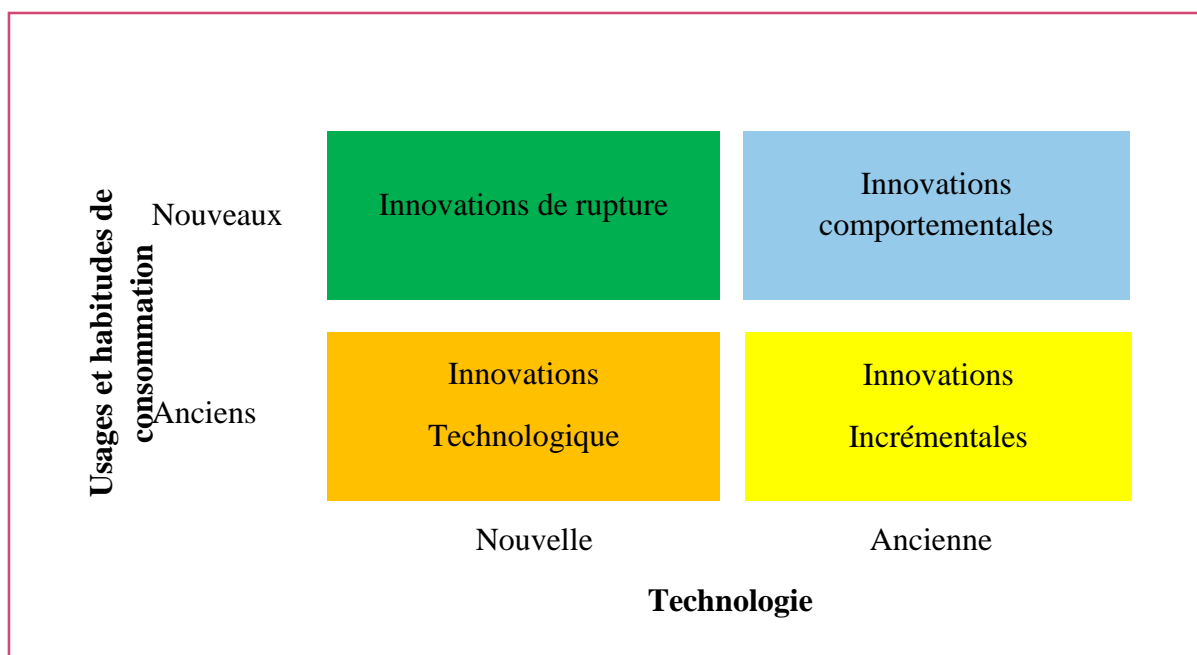 Usages et habitudes de
consommation
Nouveaux
Innovations de rupture
Innovations
comportementales
Anciens
Innovations
Technologique
Innovations
Incrémentales
Nouvelle
Ancienne
Technologie